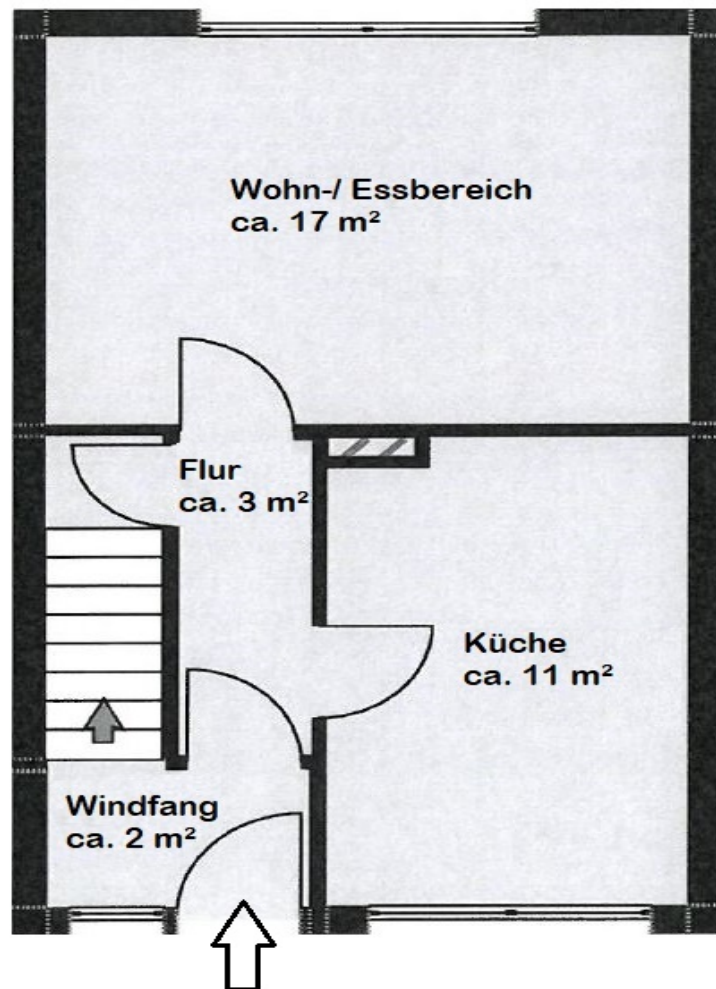 Wohn-/ Essbereich
ca. 17 m²
Flur
ca. 3 m²
Küche
ca. 11 m²
Windfang
ca. 2 m²